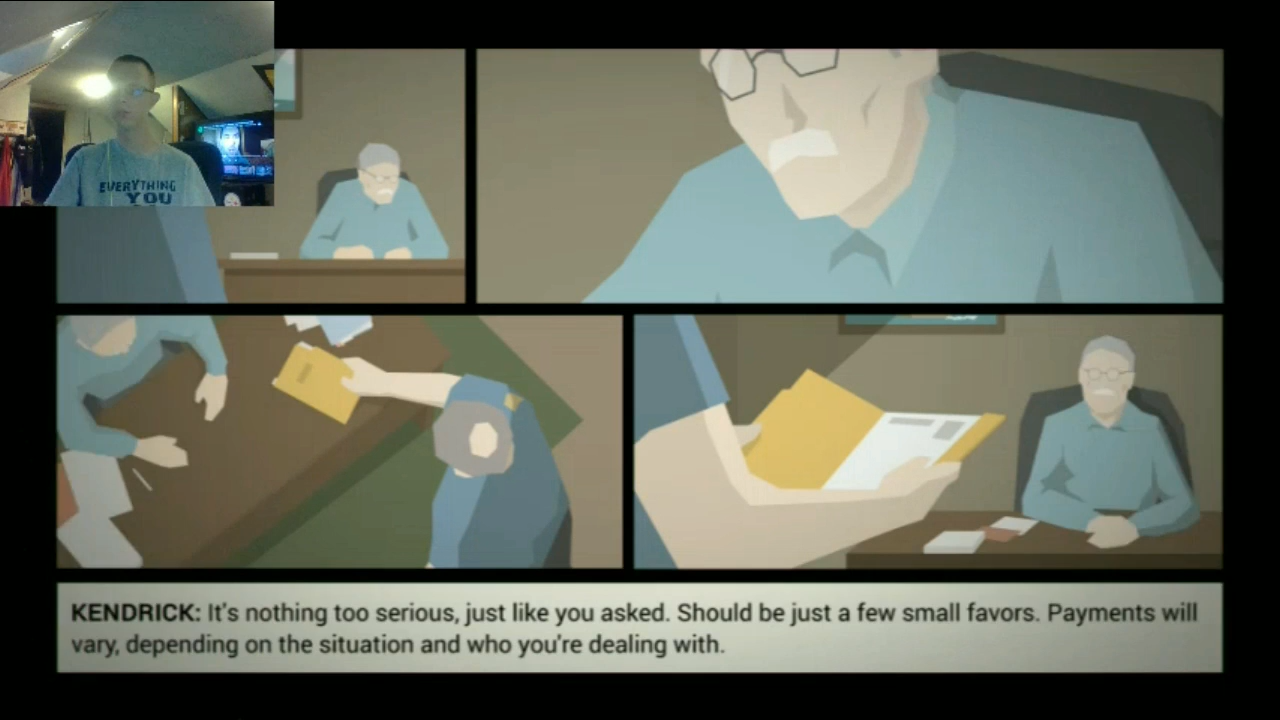 EVERYTHING
YOU
KENDRICK: It's nothing too serious, just like you asked. Should be just a few small favors. Payments will
vary, depending on the situation and who you're dealing with.